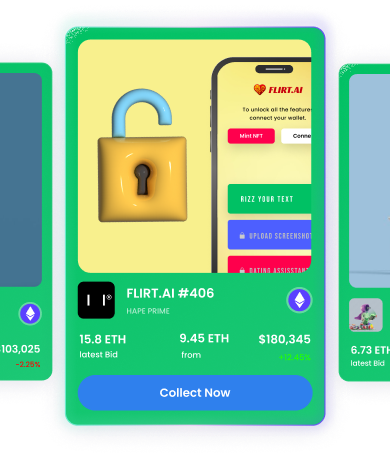 FLIRT.AI
To unlock all the feature
connect your wallet.
Mint NFT
Conne
RIZZ YOUR TEXT
UPLOAD SCREENSHOT
DATING ASSISSTANT
FLIRT.AI #406
HAPE PRIME
15.8 ETH
latest Bid
9.45 ETH
from
$180,345
+12.45%
Collect Now
$103,025
-2.25%
6.73 ETH
latest Bid